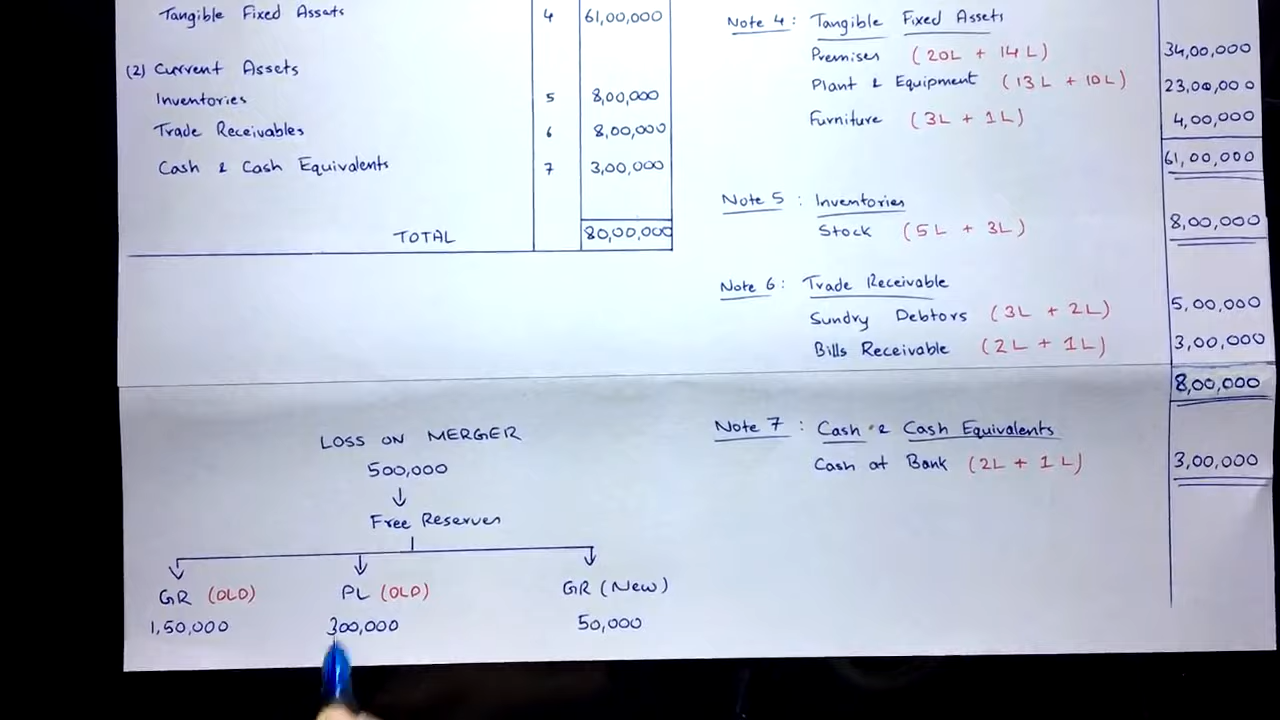 Tangible Fixed Assets 4 61,00,000
(2) Current Assets
Inventories 5 8,00,000
Trade Receivables 6 8,00,000
Cash & Cash Equivalents 7 3,00,000
TOTAL 80,00,000
Note 4 : Tangible Fixed Assets
Premises (20L + 14L) 34,00,000
Plant & Equipment (13L + 10L) 23,00,000
Furniture (3L + 1L) 4,00,000
61,00,000
Note 5 : Inventories
Stock (5L + 3L) 8,00,000
Note 6 : Trade Receivable
Sundry Debtors (3L + 2L) 5,00,000
Bills Receivable (2L + 1L) 3,00,000
8,00,000
Note 7 : Cash & Cash Equivalents
Cash at Bank (2L + 1L) 3,00,000
LOSS ON MERGER
500,000
Free Reserves
GR (OLD) PL (OLD) GR (New)
1,50,000 300,000 50,000